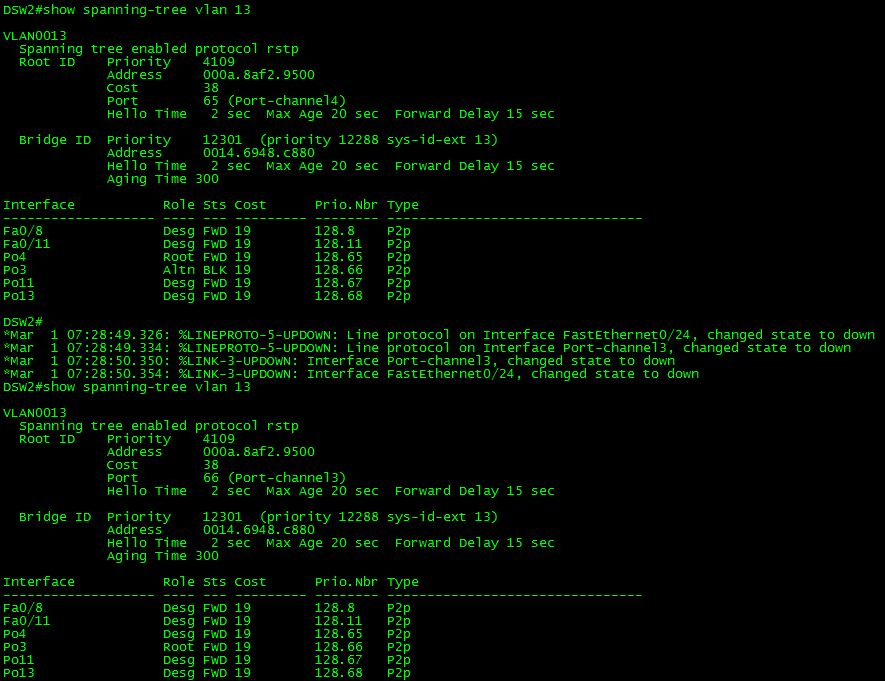 DSW2#show spanning-tree vlan 13
VLAN0013
  Spanning tree enabled protocol rstp
  Root ID    Priority    4109
             Address     000a.8af2.9500
             Cost        38
             Port        65 (Port-channel4)
             Hello Time   2 sec  Max Age 20 sec  Forward Delay 15 sec
  Bridge ID  Priority    12301  (priority 12288 sys-id-ext 13)
             Address     0014.6948.c880
             Hello Time   2 sec  Max Age 20 sec  Forward Delay 15 sec
             Aging Time 300
Interface           Role Sts Cost      Prio.Nbr Type
------------------- ---- --- --------- -------- --------------------------------
Fa0/8               Desg FWD 19        128.8    P2p
Fa0/11              Desg FWD 19        128.11   P2p
Po4                 Root FWD 19        128.65   P2p
Po3                 Altn BLK 19        128.66   P2p
Po11                Desg FWD 19        128.67   P2p
Po13                Desg FWD 19        128.68   P2p
DSW2#
*Mar  1 07:28:49.326: %LINEPROTO-5-UPDOWN: Line protocol on Interface FastEthernet0/24, changed state to down
*Mar  1 07:28:49.334: %LINEPROTO-5-UPDOWN: Line protocol on Interface Port-channel3, changed state to down
*Mar  1 07:28:50.350: %LINK-3-UPDOWN: Interface Port-channel3, changed state to down
*Mar  1 07:28:50.354: %LINK-3-UPDOWN: Interface FastEthernet0/24, changed state to down
DSW2#show spanning-tree vlan 13
VLAN0013
  Spanning tree enabled protocol rstp
  Root ID    Priority    4109
             Address     000a.8af2.9500
             Cost        38
             Port        66 (Port-channel3)
             Hello Time   2 sec  Max Age 20 sec  Forward Delay 15 sec
  Bridge ID  Priority    12301  (priority 12288 sys-id-ext 13)
             Address     0014.6948.c880
             Hello Time   2 sec  Max Age 20 sec  Forward Delay 15 sec
             Aging Time 300
Interface           Role Sts Cost      Prio.Nbr Type
------------------- ---- --- --------- -------- --------------------------------
Fa0/8               Desg FWD 19        128.8    P2p
Fa0/11              Desg FWD 19        128.11   P2p
Po4                 Desg FWD 19        128.65   P2p
Po3                 Root FWD 19        128.66   P2p
Po11                Desg FWD 19        128.67   P2p
Po13                Desg FWD 19        128.68   P2p